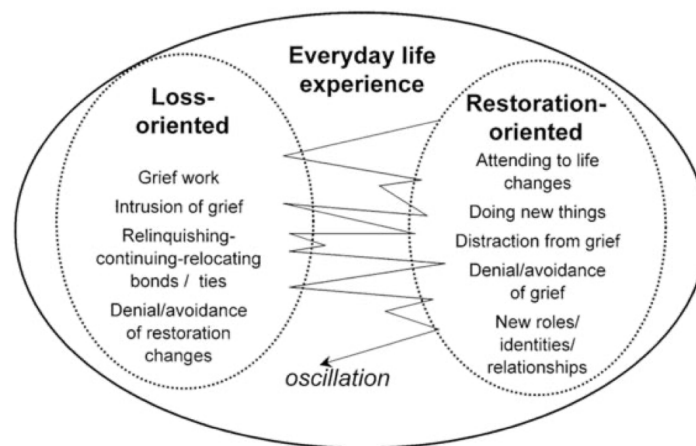 Everyday life
experience
Loss-
oriented
Grief work
Intrusion of grief
Relinquishing-
continuing-relocating
bonds / ties
Denial/avoidance
of restoration
changes
Restoration-
oriented
Attending to life
changes
Doing new things
Distraction from grief
Denial/avoidance
of grief
New roles/
identities/
relationships
oscillation